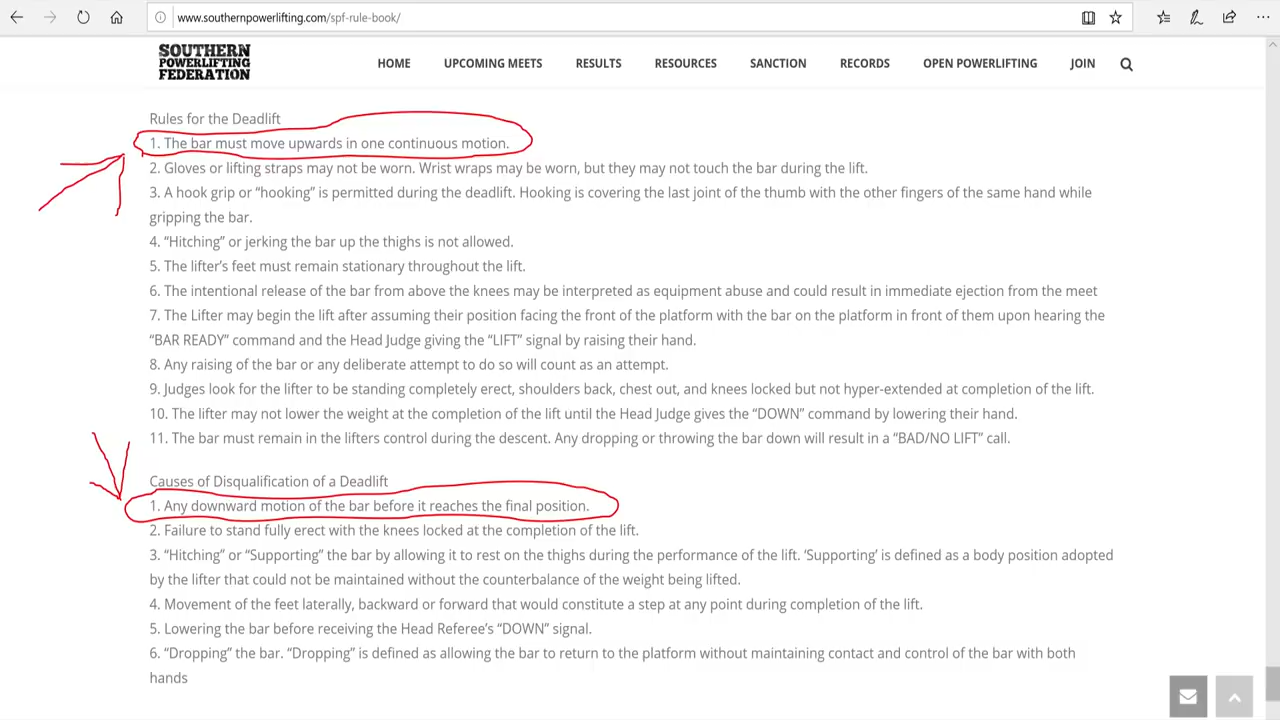 www.southernpowerlifting.com/spf-rule-book/
SOUTHERN
POWERLIFTING
FEDERATION
HOME UPCOMING MEETS RESULTS RESOURCES SANCTION RECORDS OPEN POWERLIFTING JOIN
Rules for the Deadlift
1. The bar must move upwards in one continuous motion.
2. Gloves or lifting straps may not be worn. Wrist wraps may be worn, but they may not touch the bar during the lift.
3. A hook grip or “hooking” is permitted during the deadlift. Hooking is covering the last joint of the thumb with the other fingers of the same hand while
gripping the bar.
4. “Hitching” or jerking the bar up the thighs is not allowed.
5. The lifter’s feet must remain stationary throughout the lift.
6. The intentional release of the bar from above the knees may be interpreted as equipment abuse and could result in immediate ejection from the meet
7. The Lifter may begin the lift after assuming their position facing the front of the platform with the bar on the platform in front of them upon hearing the
“BAR READY” command and the Head Judge giving the “LIFT” signal by raising their hand.
8. Any raising of the bar or any deliberate attempt to do so will count as an attempt.
9. Judges look for the lifter to be standing completely erect, shoulders back, chest out, and knees locked but not hyper-extended at completion of the lift.
10. The lifter may not lower the weight at the completion of the lift until the Head Judge gives the “DOWN” command by lowering their hand.
11. The bar must remain in the lifters control during the descent. Any dropping or throwing the bar down will result in a “BAD/NO LIFT” call.
Causes of Disqualification of a Deadlift
1. Any downward motion of the bar before it reaches the final position.
2. Failure to stand fully erect with the knees locked at the completion of the lift.
3. “Hitching” or “Supporting” the bar by allowing it to rest on the thighs during the performance of the lift. ‘Supporting’ is defined as a body position adopted
by the lifter that could not be maintained without the counterbalance of the weight being lifted.
4. Movement of the feet laterally, backward or forward that would constitute a step at any point during completion of the lift.
5. Lowering the bar before receiving the Head Referee’s “DOWN” signal.
6. “Dropping” the bar. “Dropping” is defined as allowing the bar to return to the platform without maintaining contact and control of the bar with both
hands